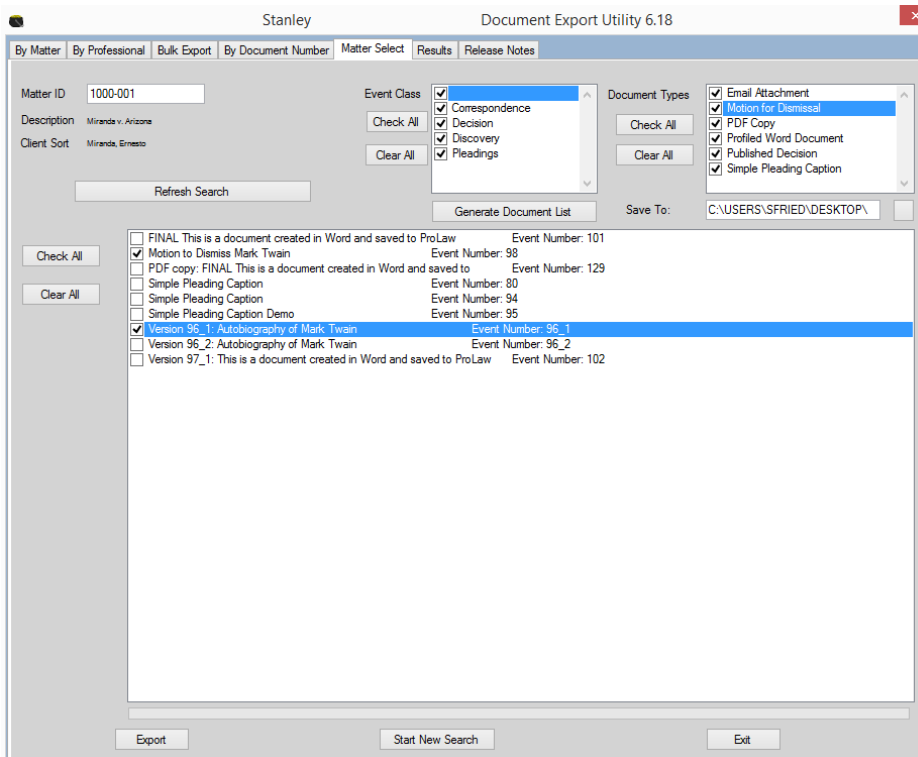 Stanley Document Export Utility 6.18
By Matter By Professional Bulk Export By Document Number Matter Select Results Release Notes
Matter ID 1000-001
Description Miranda v. Arizona
Client Sort Miranda, Ernesto
Refresh Search
Event Class
Check All
Clear All
Correspondence
Decision
Discovery
Pleadings
Generate Document List
Document Types
Check All
Clear All
Email Attachment
Motion for Dismissal
PDF Copy
Profiled Word Document
Published Decision
Simple Pleading Caption
Save To: C:\USERS\SFRIED\DESKTOP\
Check All
Clear All
FINAL This is a document created in Word and saved to ProLaw Event Number: 101
Motion to Dismiss Mark Twain Event Number: 98
PDF copy: FINAL This is a document created in Word and saved to Event Number: 129
Simple Pleading Caption Event Number: 80
Simple Pleading Caption Event Number: 94
Simple Pleading Caption Demo Event Number: 95
Version 96_1: Autobiography of Mark Twain Event Number: 96_1
Version 96_2: Autobiography of Mark Twain Event Number: 96_2
Version 97_1: This is a document created in Word and saved to ProLaw Event Number: 102
Export Start New Search Exit